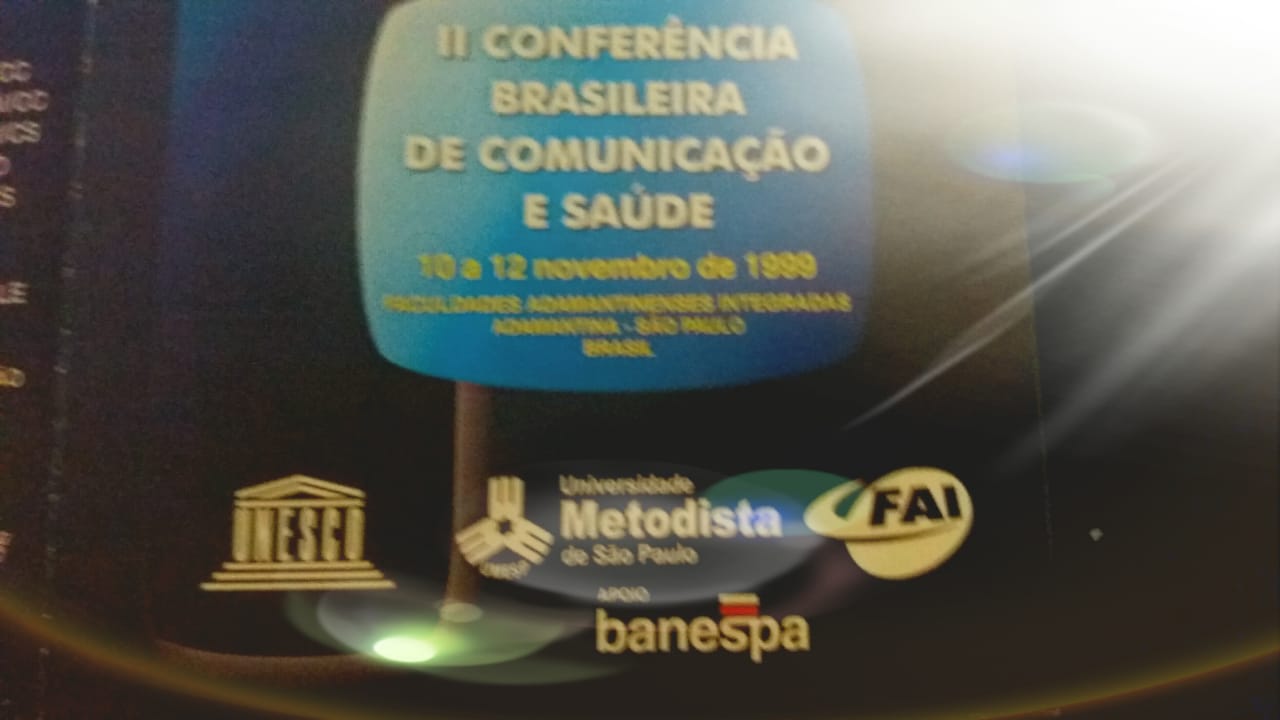 II CONFERÊNCIA
BRASILEIRA
DE COMUNICAÇÃO
E SAÚDE
10 a 12 novembro de 1999
FACULDADES ADAMANTINENSES INTEGRADAS
ADAMANTINA - SÃO PAULO
BRASIL
UNESCO
UMESP
Universidade
Metodista
de São Paulo
FAI
APOIO
banespa